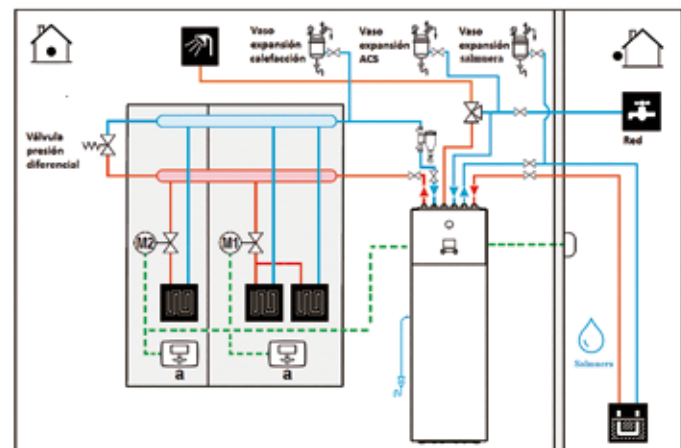 Vaso
expansión
calefacción
Vaso
expansión
ACS
Vaso
expansión
salmuera
Válvula
presión
diferencial
Red
M2
M1
a
a
Salmuera